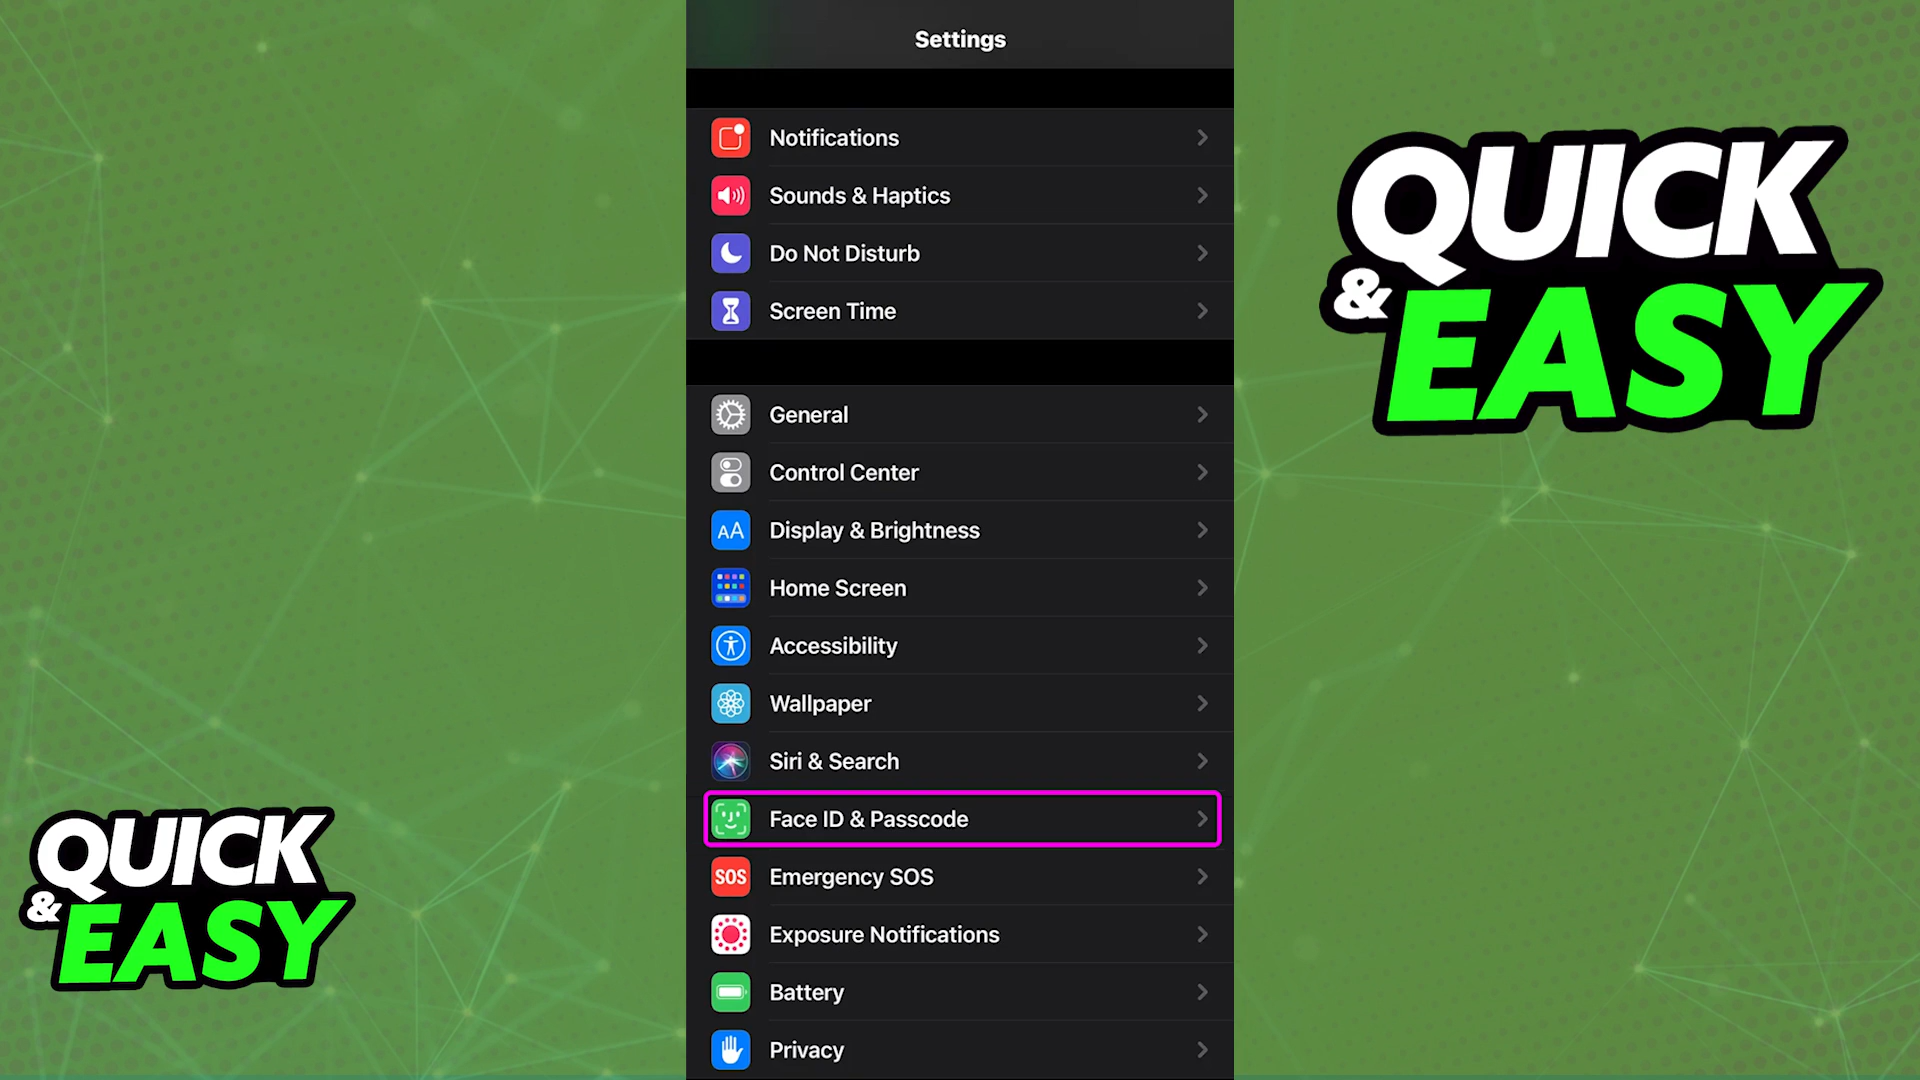 Settings
Notifications
Sounds & Haptics
Do Not Disturb
Screen Time
General
Control Center
AA Display & Brightness
Home Screen
Accessibility
Wallpaper
Siri & Search
Face ID & Passcode
SOS Emergency SOS
Exposure Notifications
Battery
Privacy
QUICK
& EASY
QUICK
& EASY